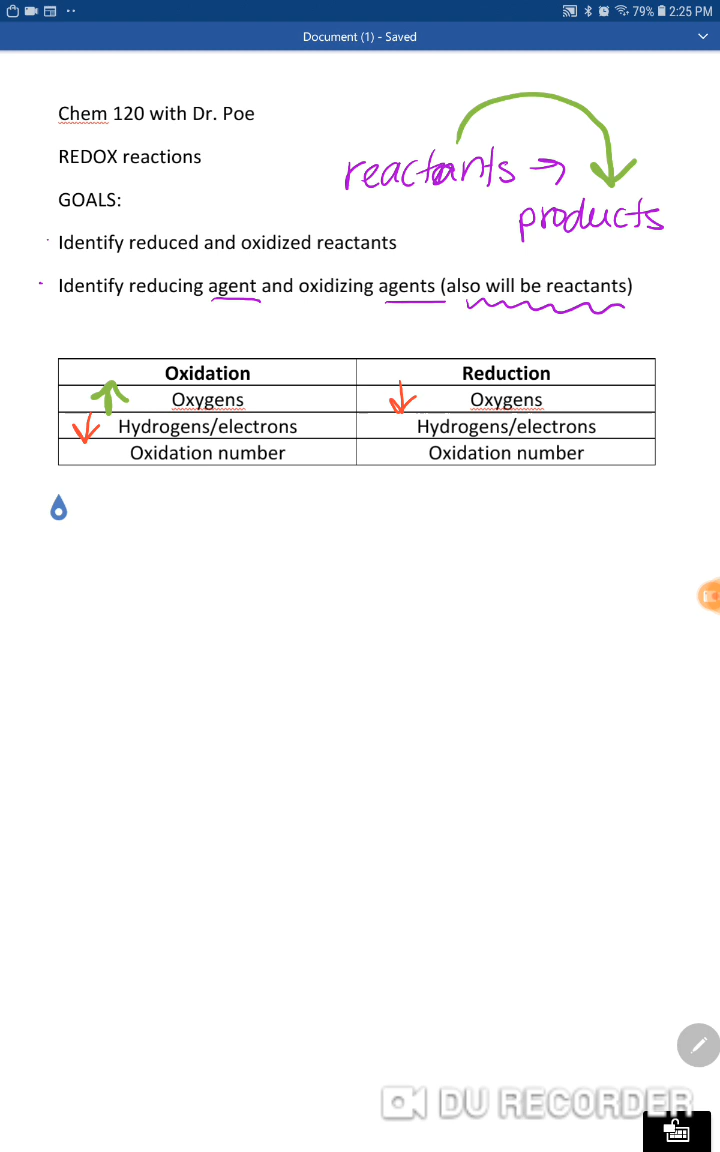 79% 2:25 PM
Document (1) - Saved
Chem 120 with Dr. Poe
REDOX reactions
reactants →
GOALS:
products
Identify reduced and oxidized reactants
Identify reducing agent and oxidizing agents (also will be reactants)
Oxidation Reduction
Oxygens Oxygens
Hydrogens/electrons Hydrogens/electrons
Oxidation number Oxidation number
DU RECORDER